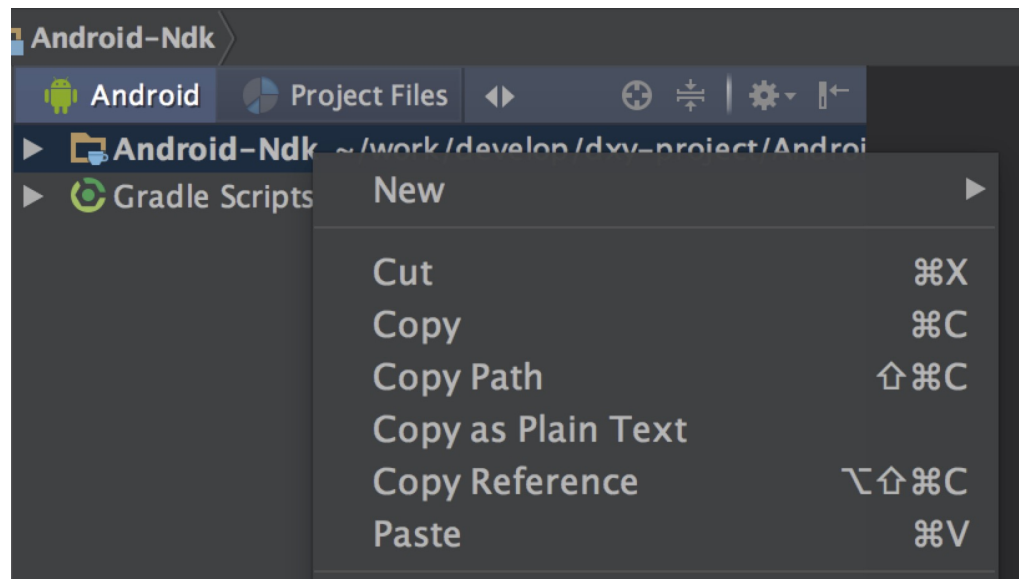 Android-Ndk
Android Project Files
Android-Ndk ~/work/develop/dxy-project/Androi
Gradle Scripts
New
Cut ⌘X
Copy ⌘C
Copy Path ⇧⌘C
Copy as Plain Text
Copy Reference ⌥⇧⌘C
Paste ⌘V